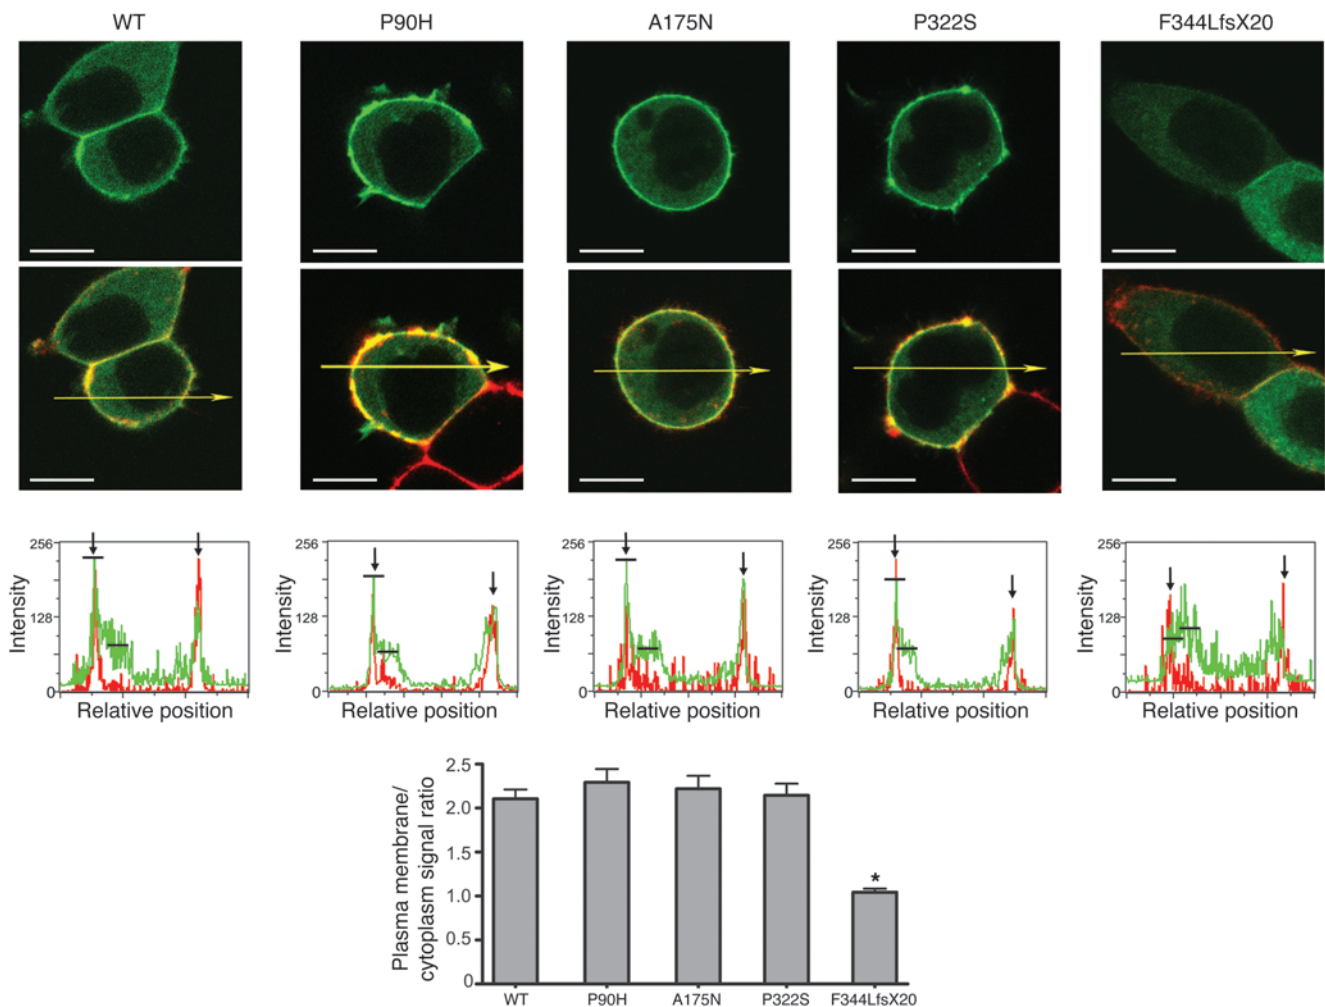 WT P90H A175N P322S F344LfsX20
256 256 256 256 256
Intensity Intensity Intensity Intensity Intensity
128 128 128 128 128
0 0 0 0 0
Relative position Relative position Relative position Relative position Relative position
Plasma membrane/
cytoplasm signal ratio
2.5
2.0
1.5
1.0
0.5
0
*
WT P90H A175N P322S F344LfsX20